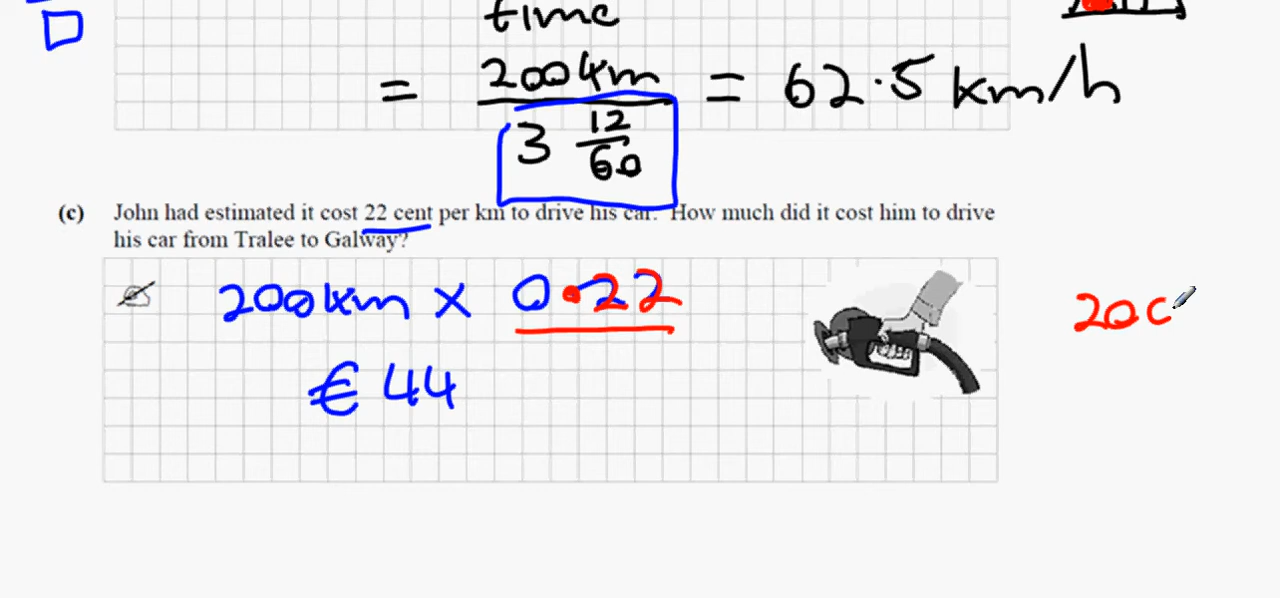 time
= 200km = 62.5 km/h
3 12/60
(c) John had estimated it cost 22 cent per km to drive his car. How much did it cost him to drive
his car from Tralee to Galway?
200km × 0.22
€44
200